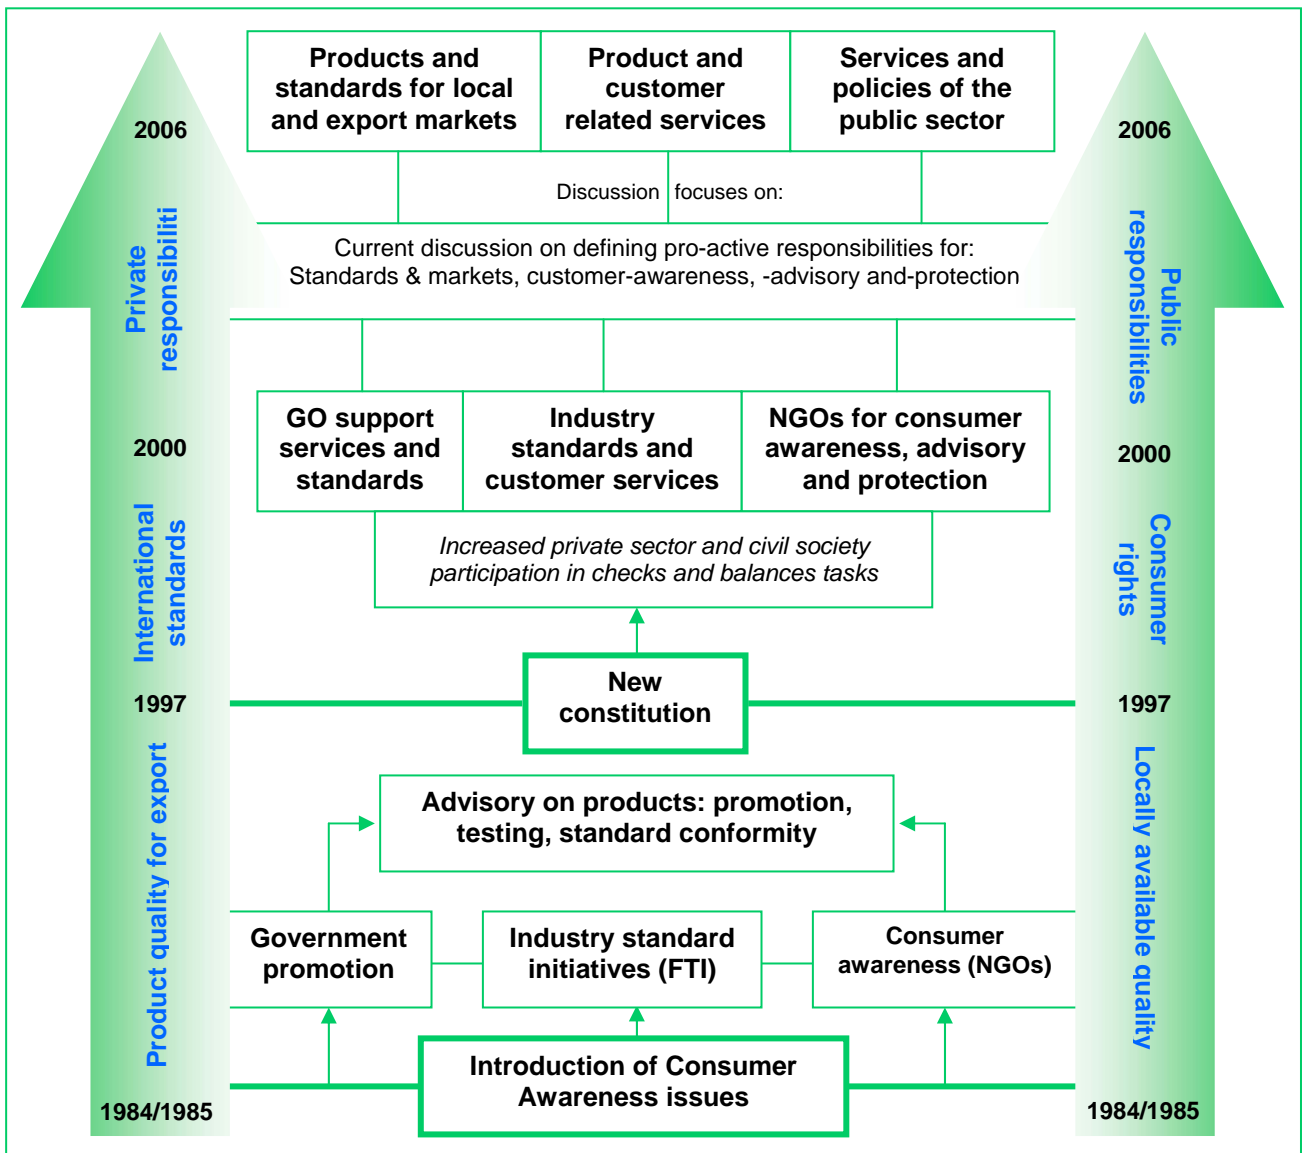 Products and
standards for local
and export markets
Product and
customer
related services
Services and
policies of the
public sector
2006
2006
Discussion focuses on:
Private
responsibiliti
Public
responsibilities
Current discussion on defining pro-active responsibilities for:
Standards & markets, customer-awareness, -advisory and-protection
GO support
services and
standards
Industry
standards and
customer services
NGOs for consumer
awareness, advisory
and protection
2000
2000
International
standards
Consumer
rights
Increased private sector and civil society
participation in checks and balances tasks
New
constitution
1997
1997
Product quality for export
Locally available quality
Advisory on products: promotion,
testing, standard conformity
Government
promotion
Industry standard
initiatives (FTI)
Consumer
awareness (NGOs)
Introduction of Consumer
Awareness issues
1984/1985
1984/1985